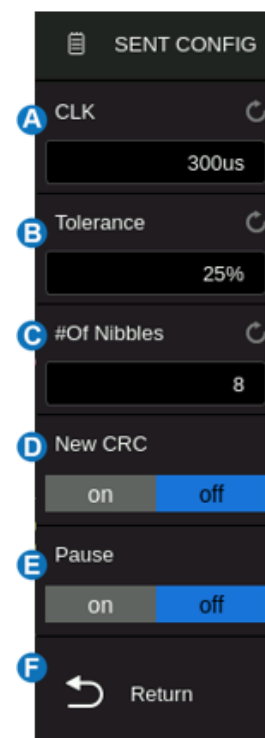 SENT CONFIG
A CLK
300us
B Tolerance
25%
C #Of Nibbles
8
D New CRC
on off
E Pause
on off
F Return